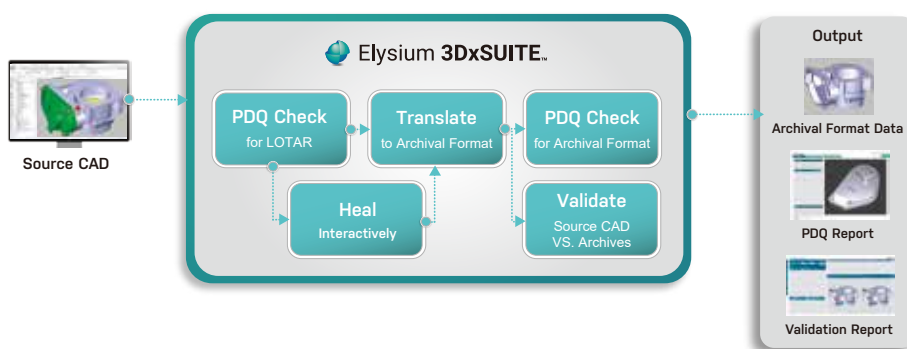 Elysium 3DxSUITE™
Source CAD
PDQ Check
for LOTAR
Translate
to Archival Format
PDQ Check
for Archival Format
Heal
Interactively
Validate
Source CAD
VS. Archives
Output
Archival Format Data
PDQ Report
Validation Report